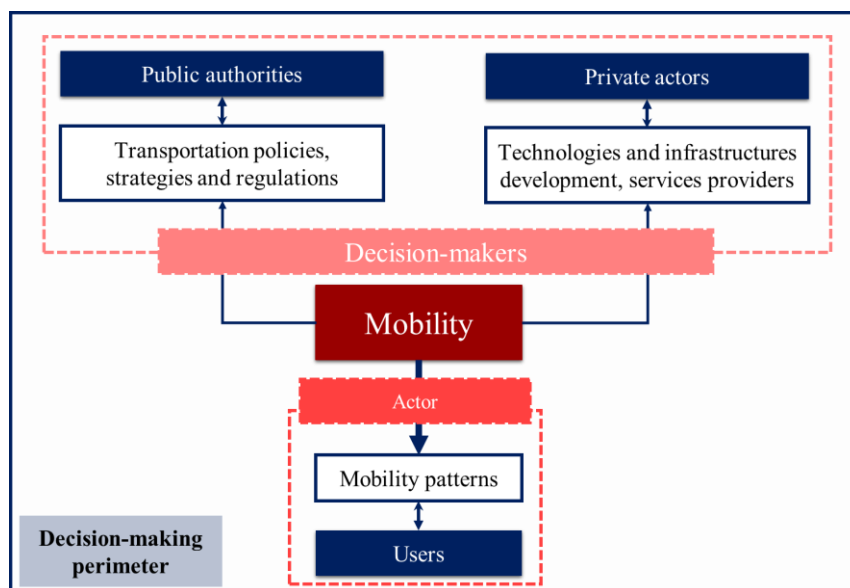 Public authorities
Private actors
Transportation policies,
strategies and regulations
Technologies and infrastructures
development, services providers
Decision-makers
Mobility
Actor
Mobility patterns
Users
Decision-making
perimeter